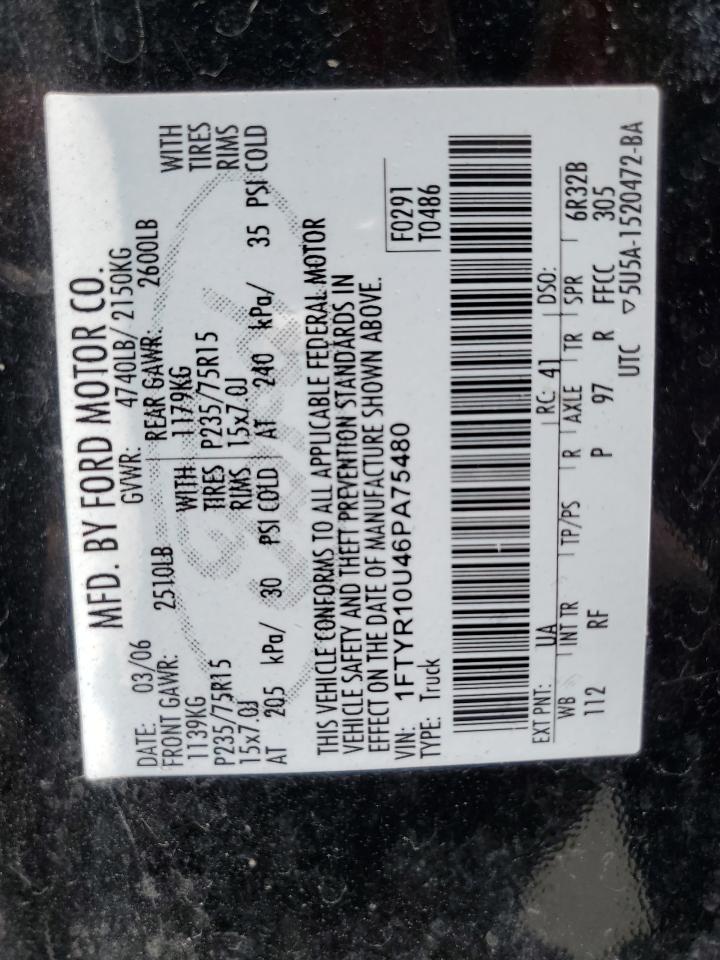 MFD. BY FORD MOTOR CO.
DATE: 03/06 GVWR: 4740LB/ 2150KG
FRONT GAWR: 2510LB REAR GAWR: 2600LB
1139KG WITH 1179KG WITH
P235/75R15 TIRES P235/75R15 TIRES
15x7.0J RIMS 15x7.0J RIMS
AT 205 kPa/ 30 PSI COLD AT 240 kPa/ 35 PSI COLD
THIS VEHICLE CONFORMS TO ALL APPLICABLE FEDERAL MOTOR
VEHICLE SAFETY AND THEFT PREVENTION STANDARDS IN
EFFECT ON THE DATE OF MANUFACTURE SHOWN ABOVE.
VIN: 1FTYR10U46PA75480 F0291
TYPE: Truck T0486
EXT PNT: UA RC: 41 DSO:
WB INT TR TP/PS R AXLE TR SPR 6R32B
112 RF P 97 R FFCC 305
UTC ▽5U5A-1520472-BA